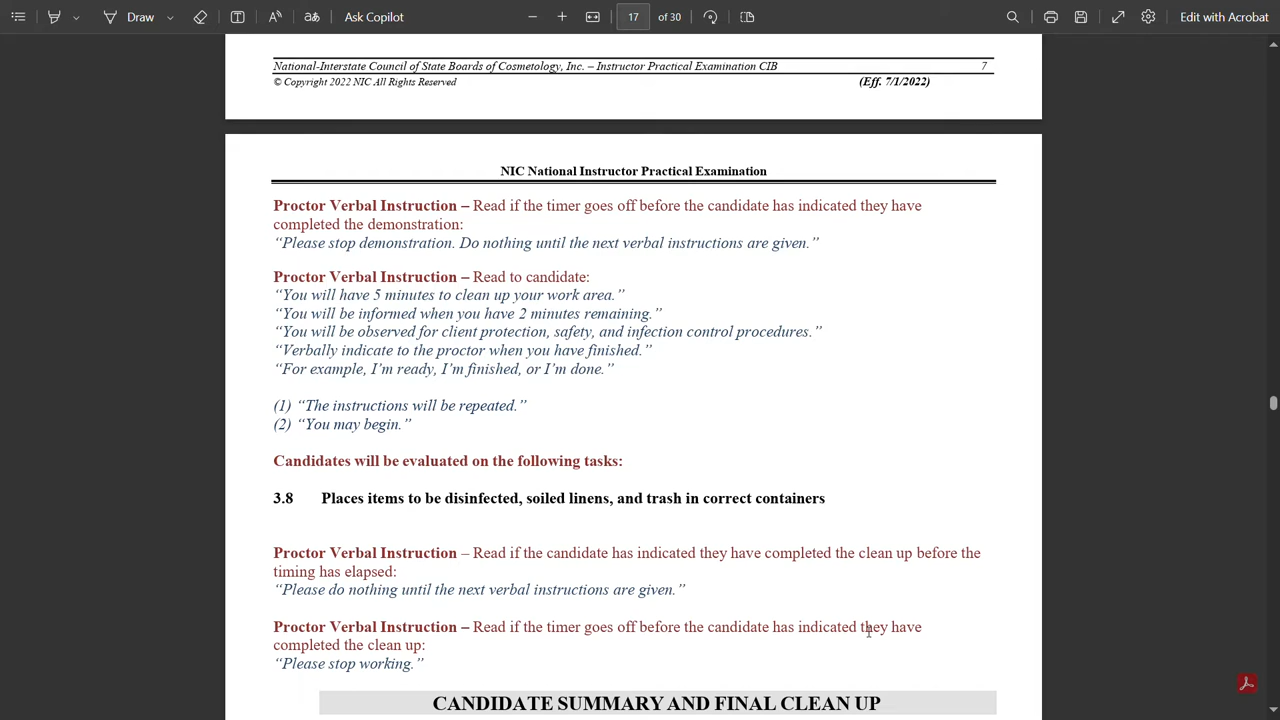 Draw
Ask Copilot
17 of 30
Edit with Acrobat
National-Interstate Council of State Boards of Cosmetology, Inc. – Instructor Practical Examination CIB 7
© Copyright 2022 NIC All Rights Reserved (Eff. 7/1/2022)
NIC National Instructor Practical Examination
Proctor Verbal Instruction – Read if the timer goes off before the candidate has indicated they have
completed the demonstration:
“Please stop demonstration. Do nothing until the next verbal instructions are given.”
Proctor Verbal Instruction – Read to candidate:
“You will have 5 minutes to clean up your work area.”
“You will be informed when you have 2 minutes remaining.”
“You will be observed for client protection, safety, and infection control procedures.”
“Verbally indicate to the proctor when you have finished.”
“For example, I’m ready, I’m finished, or I’m done.”
(1) “The instructions will be repeated.”
(2) “You may begin.”
Candidates will be evaluated on the following tasks:
3.8 Places items to be disinfected, soiled linens, and trash in correct containers
Proctor Verbal Instruction – Read if the candidate has indicated they have completed the clean up before the
timing has elapsed:
“Please do nothing until the next verbal instructions are given.”
Proctor Verbal Instruction – Read if the timer goes off before the candidate has indicated they have
completed the clean up:
“Please stop working.”
CANDIDATE SUMMARY AND FINAL CLEAN UP